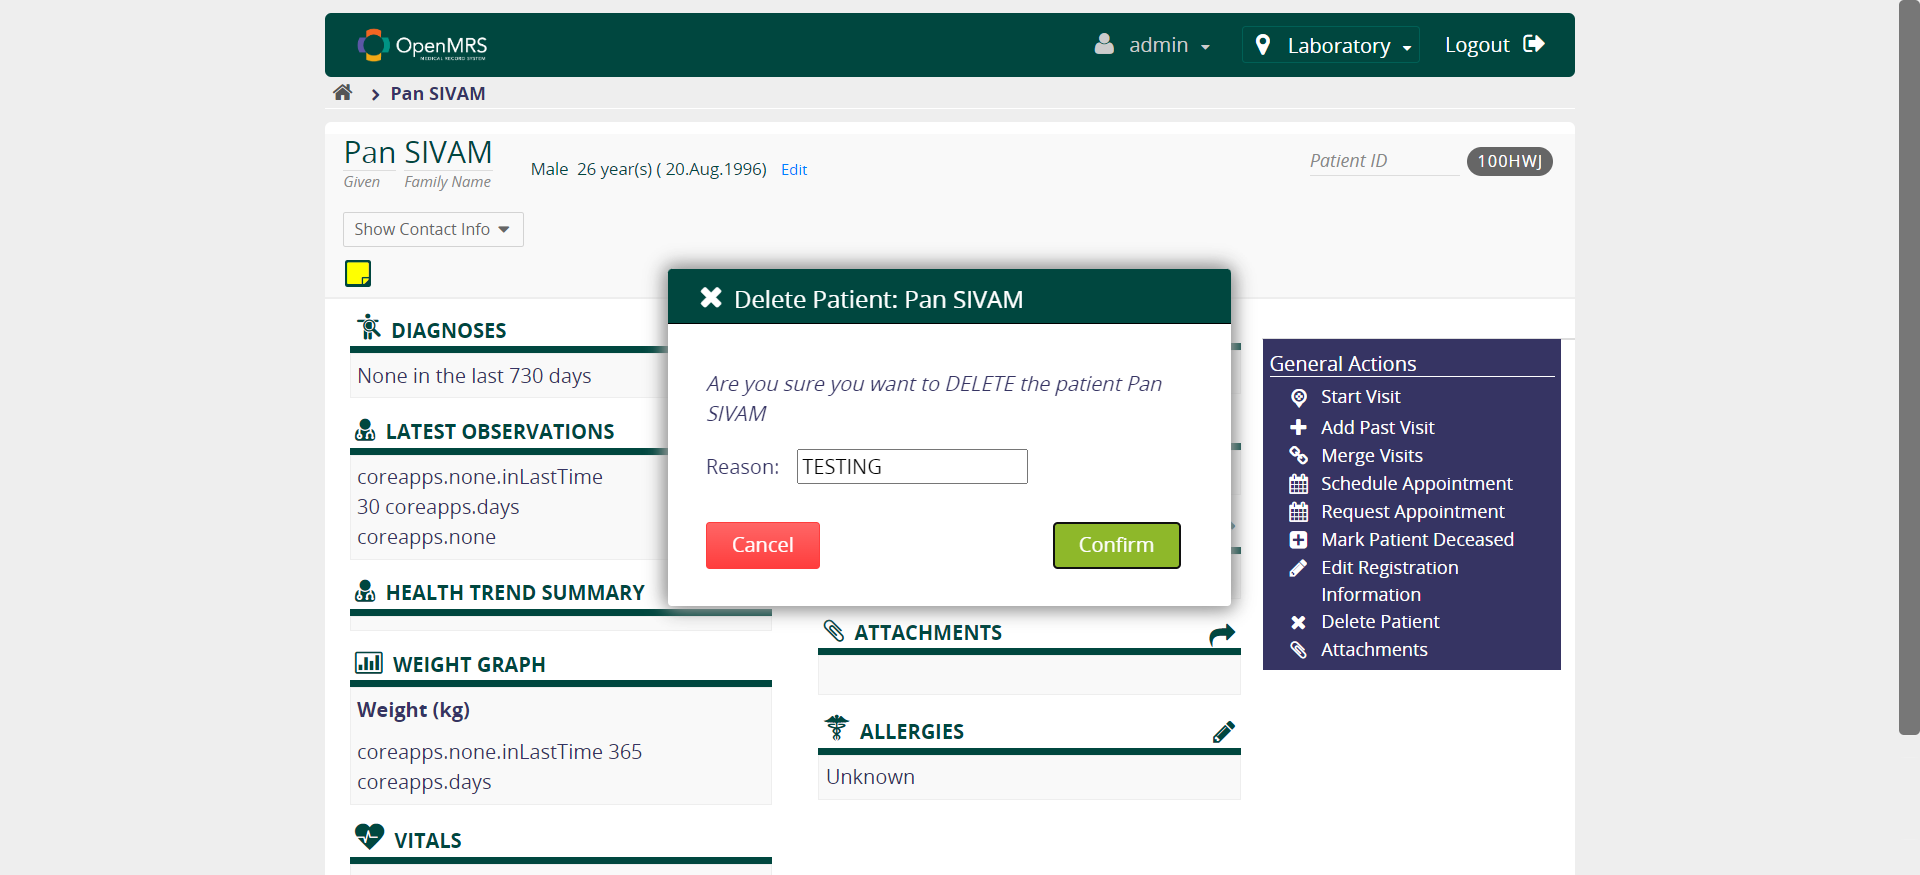 OpenMRS
MEDICAL RECORD SYSTEM
admin
Laboratory
Logout
Pan SIVAM
Pan SIVAM
Given Family Name
Male 26 year(s) ( 20.Aug.1996) Edit
Patient ID 100HWJ
Show Contact Info
Delete Patient: Pan SIVAM
Are you sure you want to DELETE the patient Pan
SIVAM
Reason: TESTING
Cancel Confirm
DIAGNOSES
None in the last 730 days
LATEST OBSERVATIONS
coreapps.none.inLastTime
30 coreapps.days
coreapps.none
HEALTH TREND SUMMARY
WEIGHT GRAPH
Weight (kg)
coreapps.none.inLastTime 365
coreapps.days
VITALS
ATTACHMENTS
ALLERGIES
Unknown
General Actions
Start Visit
Add Past Visit
Merge Visits
Schedule Appointment
Request Appointment
Mark Patient Deceased
Edit Registration
Information
Delete Patient
Attachments